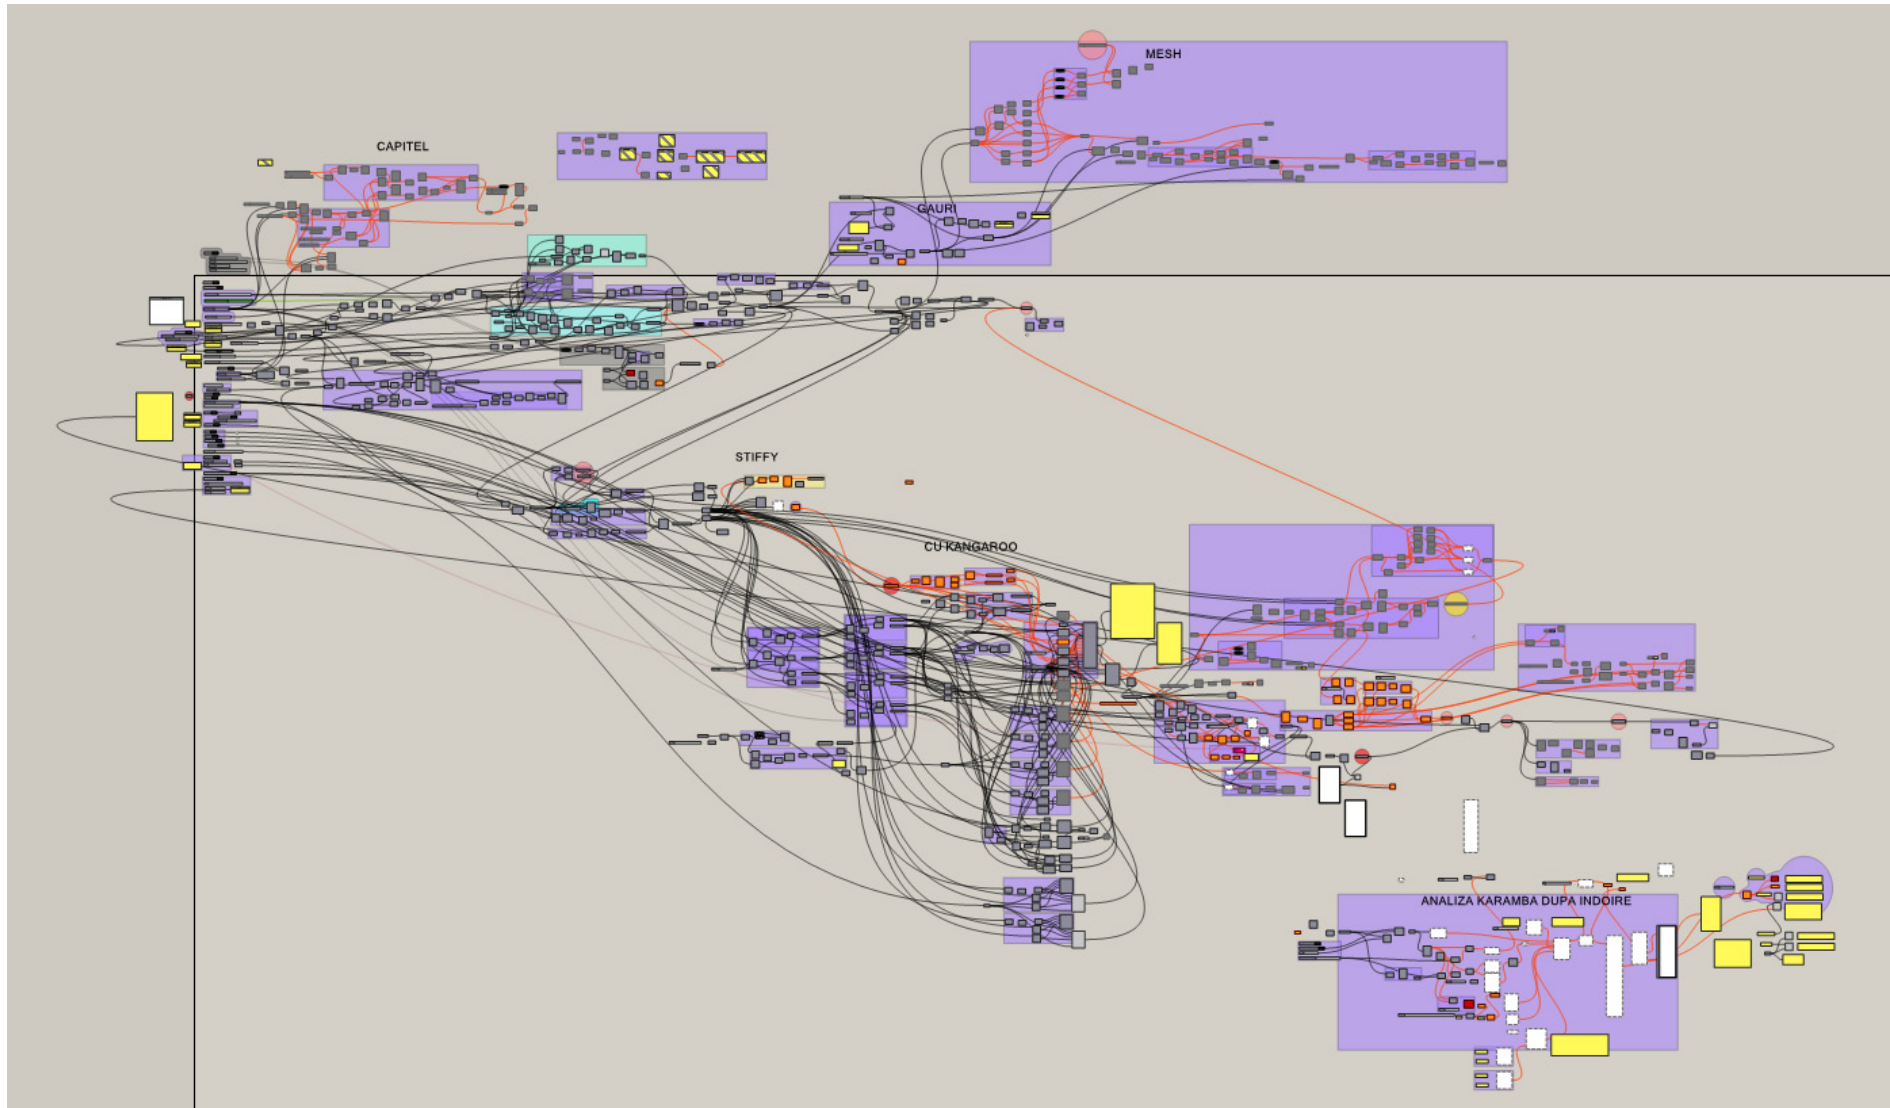 MESH
CAPITEL
GAURI
STIFFY
CU KANGAROO
ANALIZA KARAMBA DUPA INDOIRE